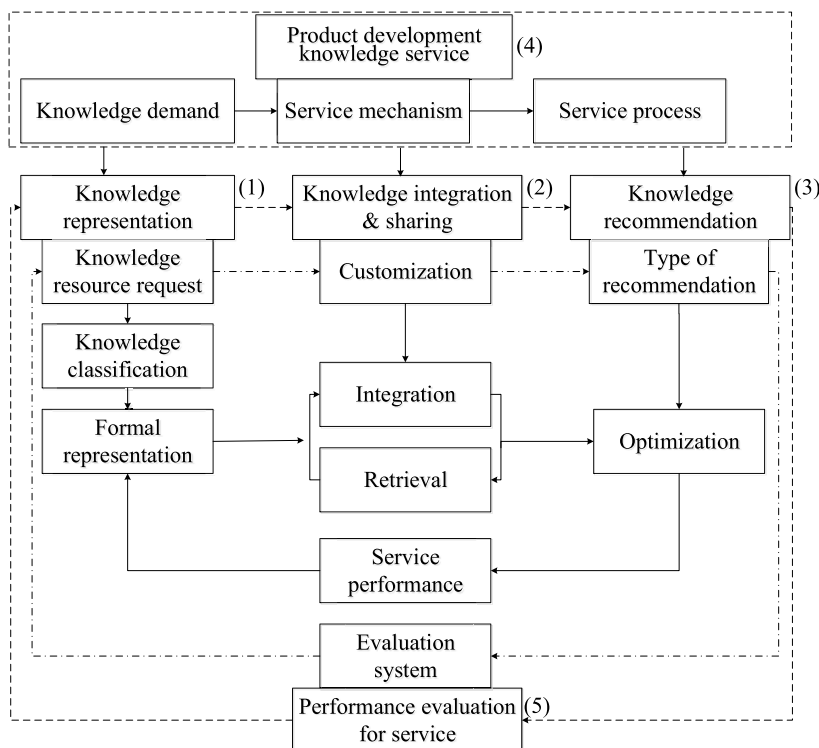 Product development
knowledge service
(4)
Knowledge demand
Service mechanism
Service process
Knowledge
representation
(1)
Knowledge integration
& sharing
(2)
Knowledge
recommendation
(3)
Knowledge
resource request
Customization
Type of
recommendation
Knowledge
classification
Integration
Formal
representation
Optimization
Retrieval
Service
performance
Evaluation
system
Performance evaluation
for service
(5)